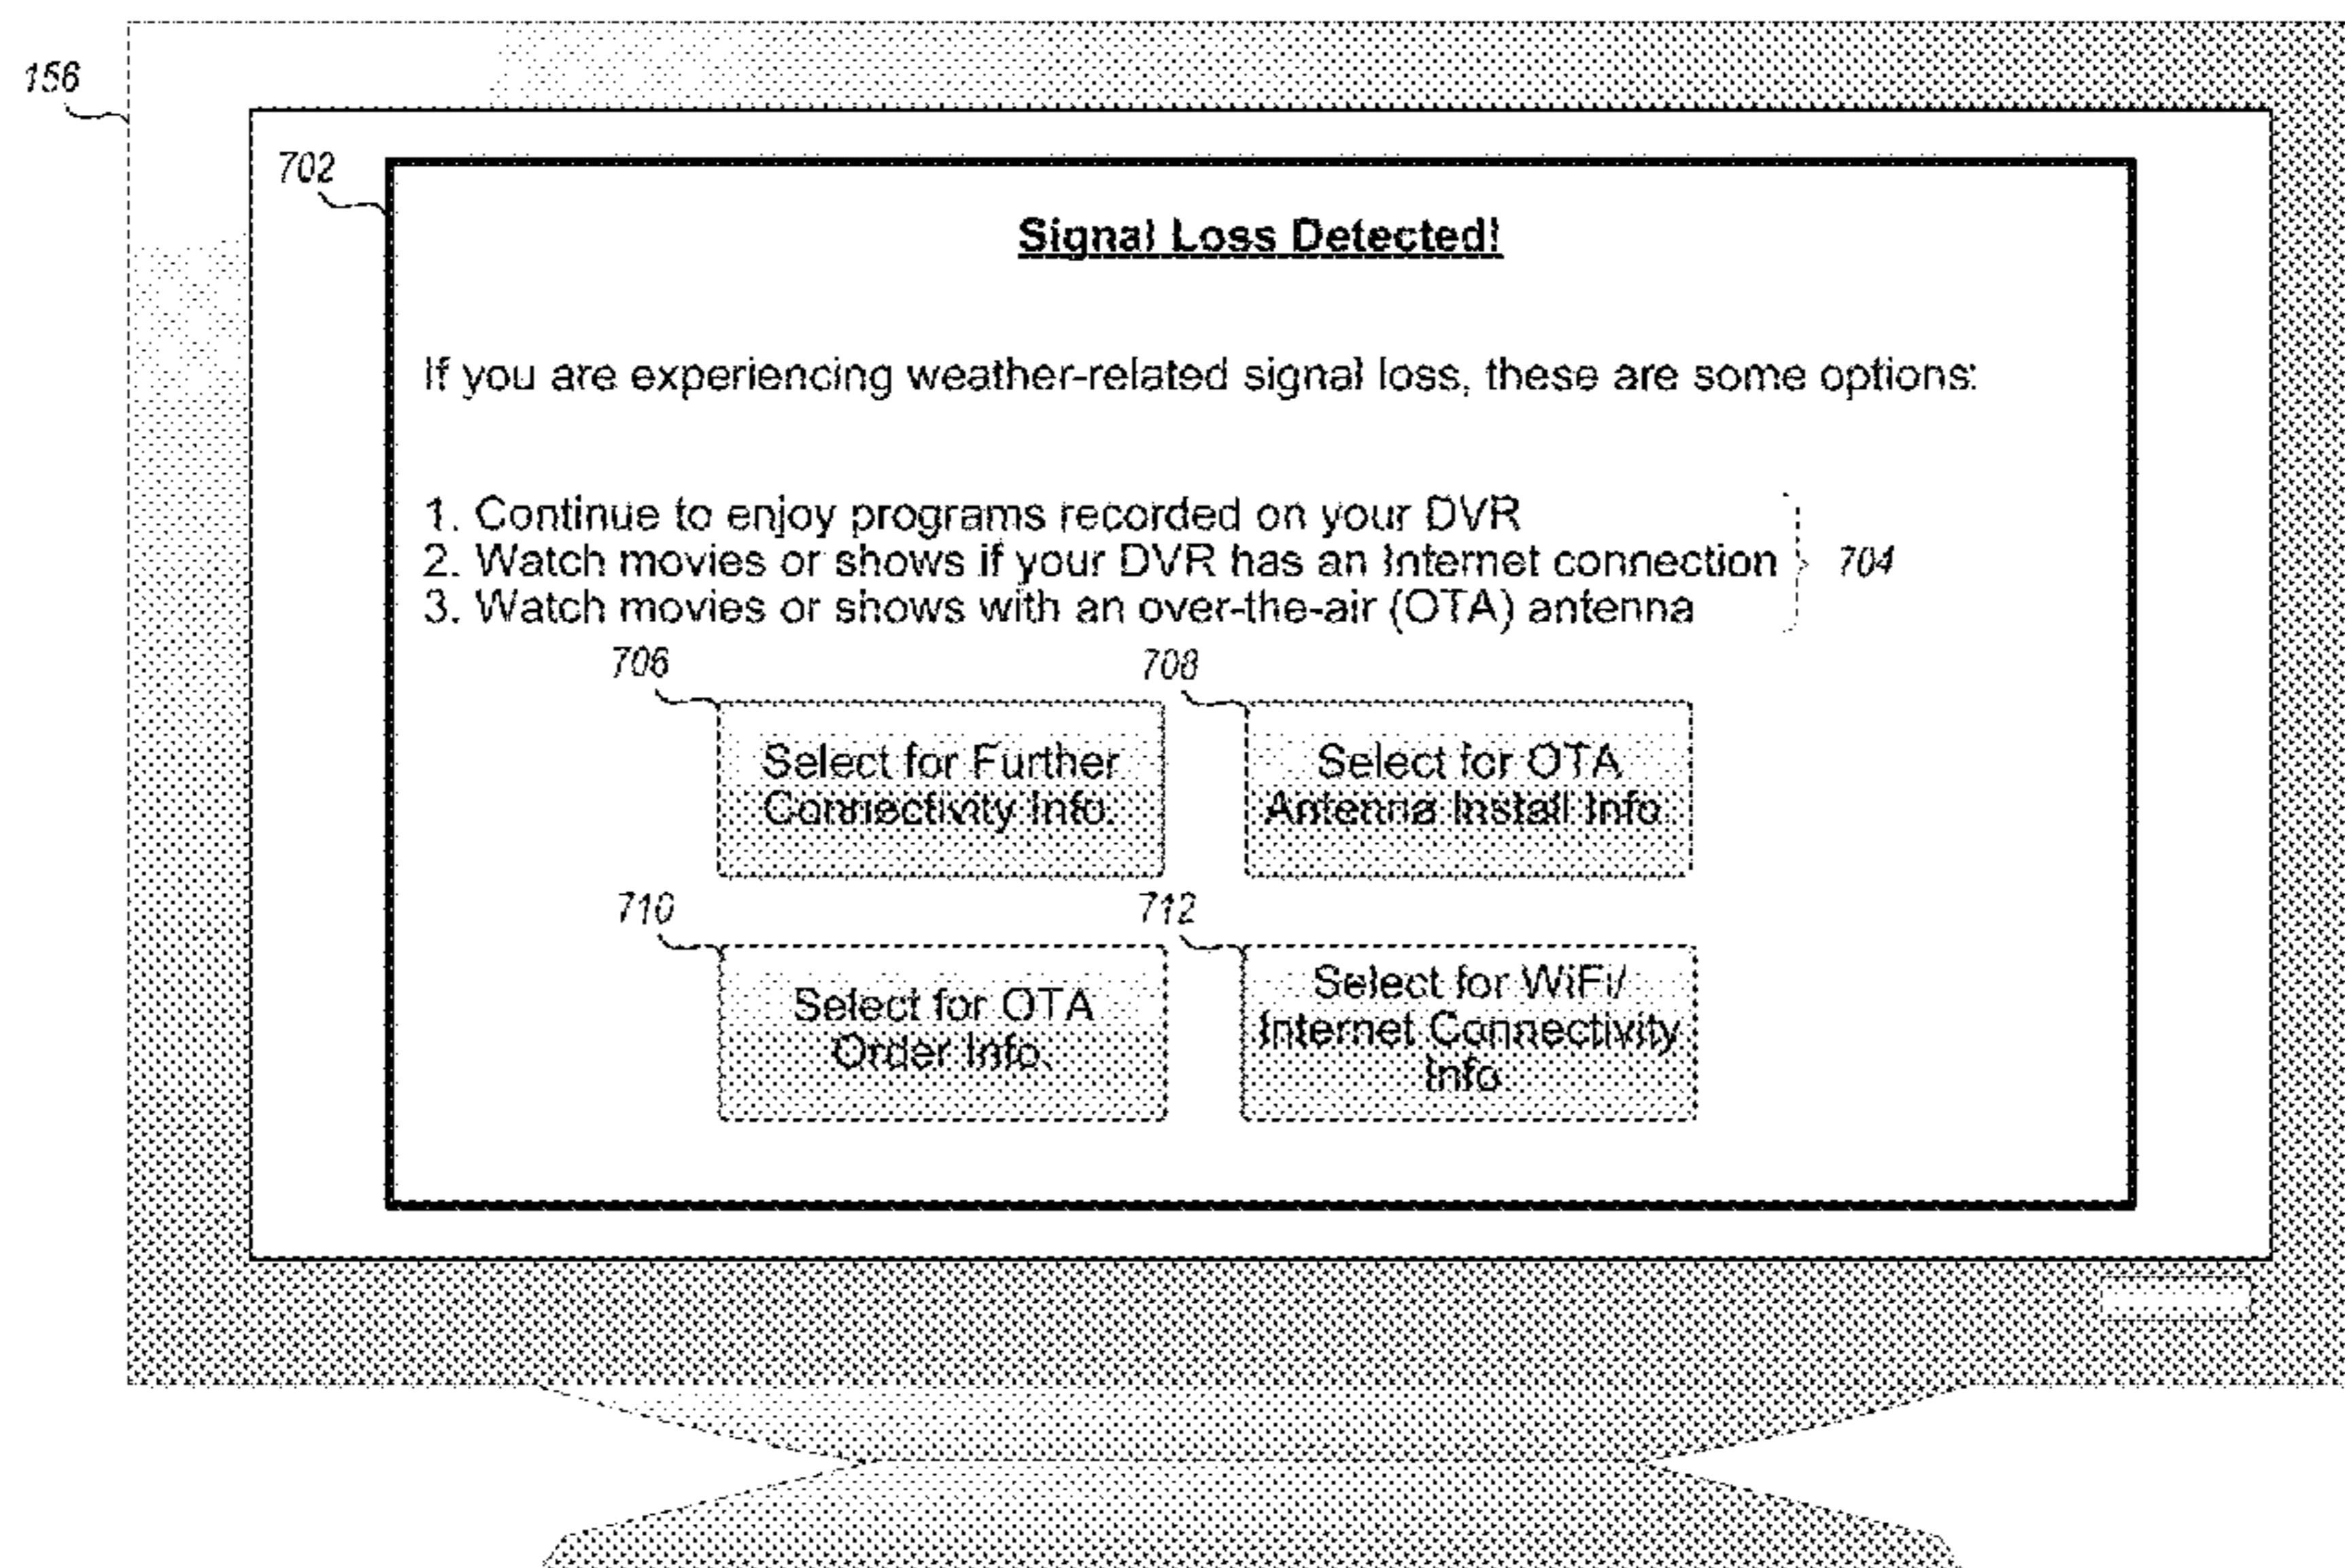 156
702
Signal Loss Detected!
If you are experiencing weather-related signal loss, these are some options:
1. Continue to enjoy programs recorded on your DVR
2. Watch movies or shows if your DVR has an Internet connection
704
3. Watch movies or shows with an over-the-air (OTA) antenna
706
708
Select for Further
Connectivity Info.
Select for OTA
Antenna Install Info.
710
712
Select for OTA
Order Info.
Select for WiFi/
Internet Connectivity
Info.